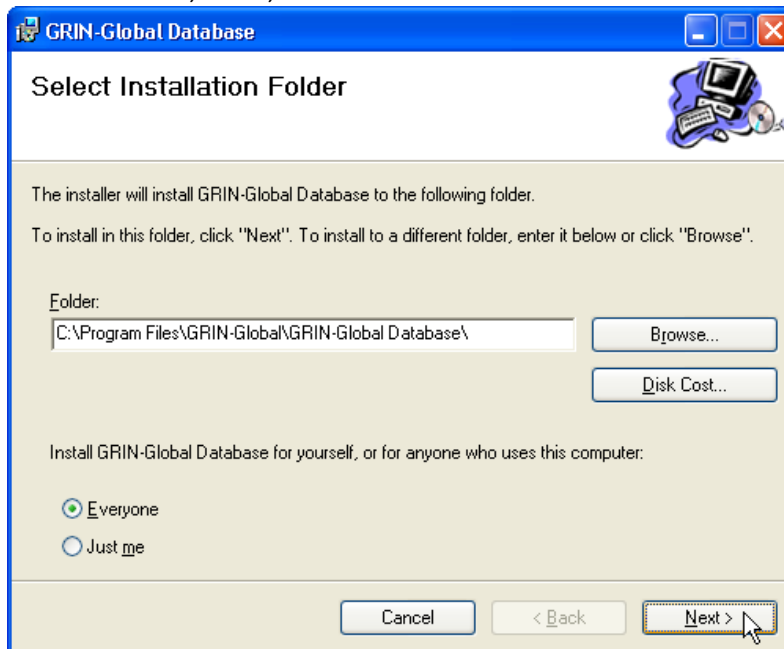 GRIN-Global Database
Select Installation Folder
The installer will install GRIN-Global Database to the following folder.
To install in this folder, click "Next". To install to a different folder, enter it below or click "Browse".
Folder:
C:\Program Files\GRIN-Global\GRIN-Global Database\
Browse...
Disk Cost...
Install GRIN-Global Database for yourself, or for anyone who uses this computer:
Everyone
Just me
Cancel < Back Next >